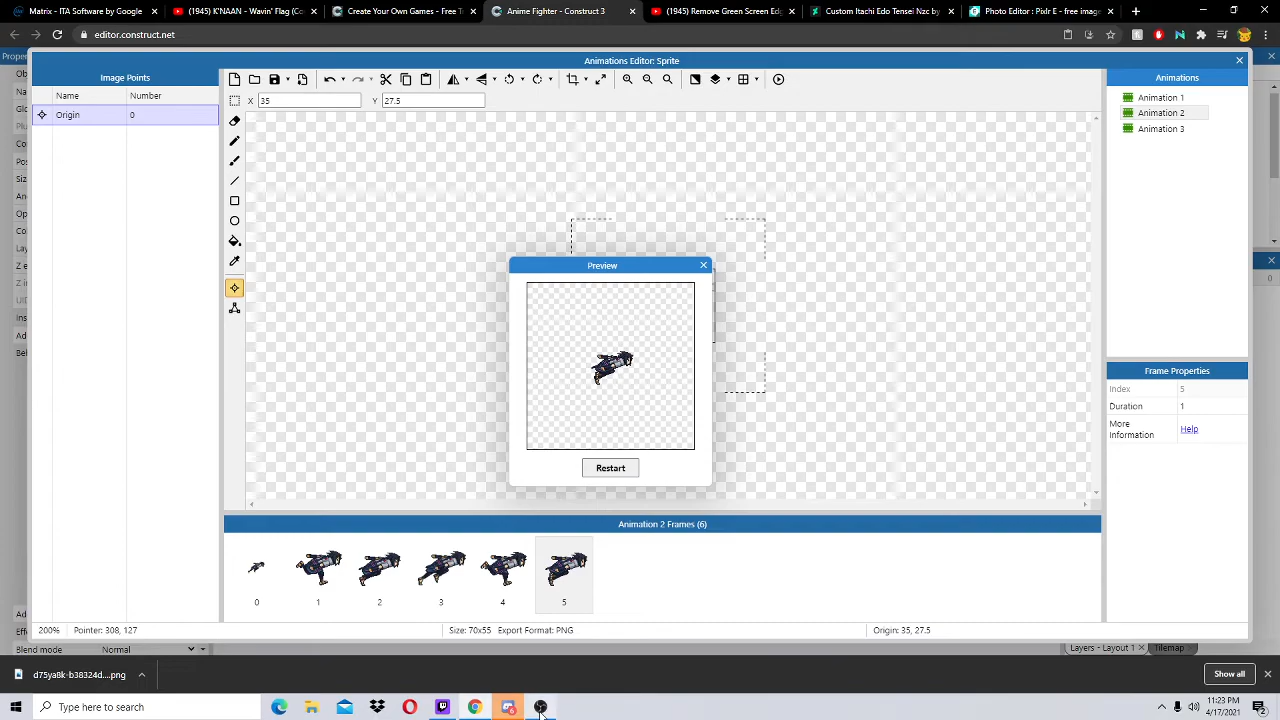 Matrix - ITA Software by Google
(1945) K'NAAN - Wavin' Flag (Co
Create Your Own Games - Free T
Anime Fighter - Construct 3
(1945) Remove Green Screen Edg
Custom Itachi Edo Tensei Nzc by
Photo Editor : Pixlr E - free imag
editor.construct.net
Animations Editor: Sprite
Image Points
Name Number
Origin 0
X 35 Y 27.5
Animations
Animation 1
Animation 2
Animation 3
Preview
Restart
Frame Properties
Index 5
Duration 1
More Information Help
Animation 2 Frames (6)
0 1 2 3 4 5
200% Pointer: 308, 127 Size: 70x55 Export Format: PNG Origin: 35, 27.5
Blend mode Normal
Layers - Layout 1 Tilemap
d75ya8k-b38324d....png
Show all
Type here to search
11:23 PM
4/17/2021
2